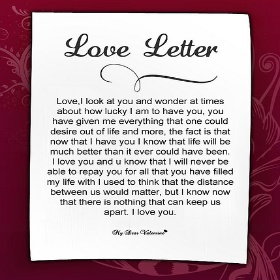 Love Letter
Love,I look at you and wonder at times
about how lucky I am to have you, you
have given me everything that one could
desire out of life and more, the fact is that
now that I have you I know that life will be
much better than it ever could have been.
I love you and u know that I will never be
able to repay you for all that you have filled
my life with I used to think that the distance
between us would matter, but I know now
that there is nothing that can keep us
apart. I love you.
My Dear Valentine